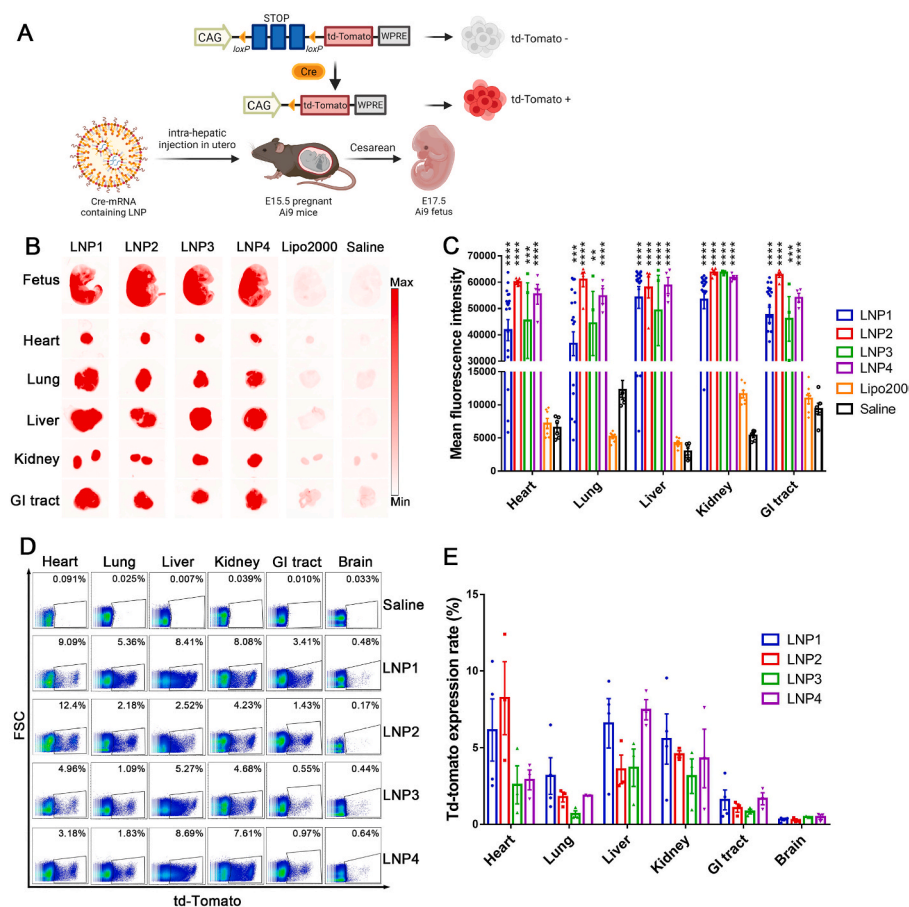 A
STOP
CAG
loxP
loxP
td-Tomato
WPRE
td-Tomato -
Cre
CAG
td-Tomato
WPRE
td-Tomato +
intra-hepatic
injection in utero
Cesarean
Cre-mRNA
containing LNP
E15.5 pregnant
Ai9 mice
E17.5
Ai9 fetus
B
LNP1 LNP2 LNP3 LNP4 Lipo2000 Saline
Fetus
Heart
Lung
Liver
Kidney
GI tract
Max
Min
C
Mean fluorescence intensity
70000
60000
50000
40000
30000
15000
10000
5000
0
**** **** *** ****
*** **** ** ****
**** **** **** ****
**** **** **** ****
**** **** *** ****
Heart
Lung
Liver
Kidney
GI tract
LNP1
LNP2
LNP3
LNP4
Lipo200
Saline
D
Heart Lung Liver Kidney GI tract Brain
0.091% 0.025% 0.007% 0.039% 0.010% 0.033%
Saline
9.09% 5.36% 8.41% 8.08% 3.41% 0.48%
LNP1
12.4% 2.18% 2.52% 4.23% 1.43% 0.17%
LNP2
4.96% 1.09% 5.27% 4.68% 0.55% 0.44%
LNP3
3.18% 1.83% 8.69% 7.61% 0.97% 0.64%
LNP4
FSC
td-Tomato
E
Td-tomato expression rate (%)
15
10
5
0
LNP1
LNP2
LNP3
LNP4
Heart
Lung
Liver
Kidney
GI tract
Brain